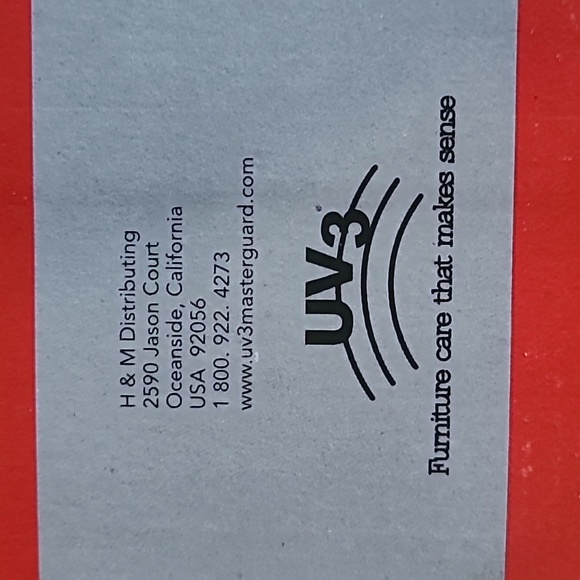 H & M Distributing
2590 Jason Court
Oceanside, California
USA 92056
1 800. 922. 4273
www.uv3masterguard.com
UV3®
Furniture care that makes sense